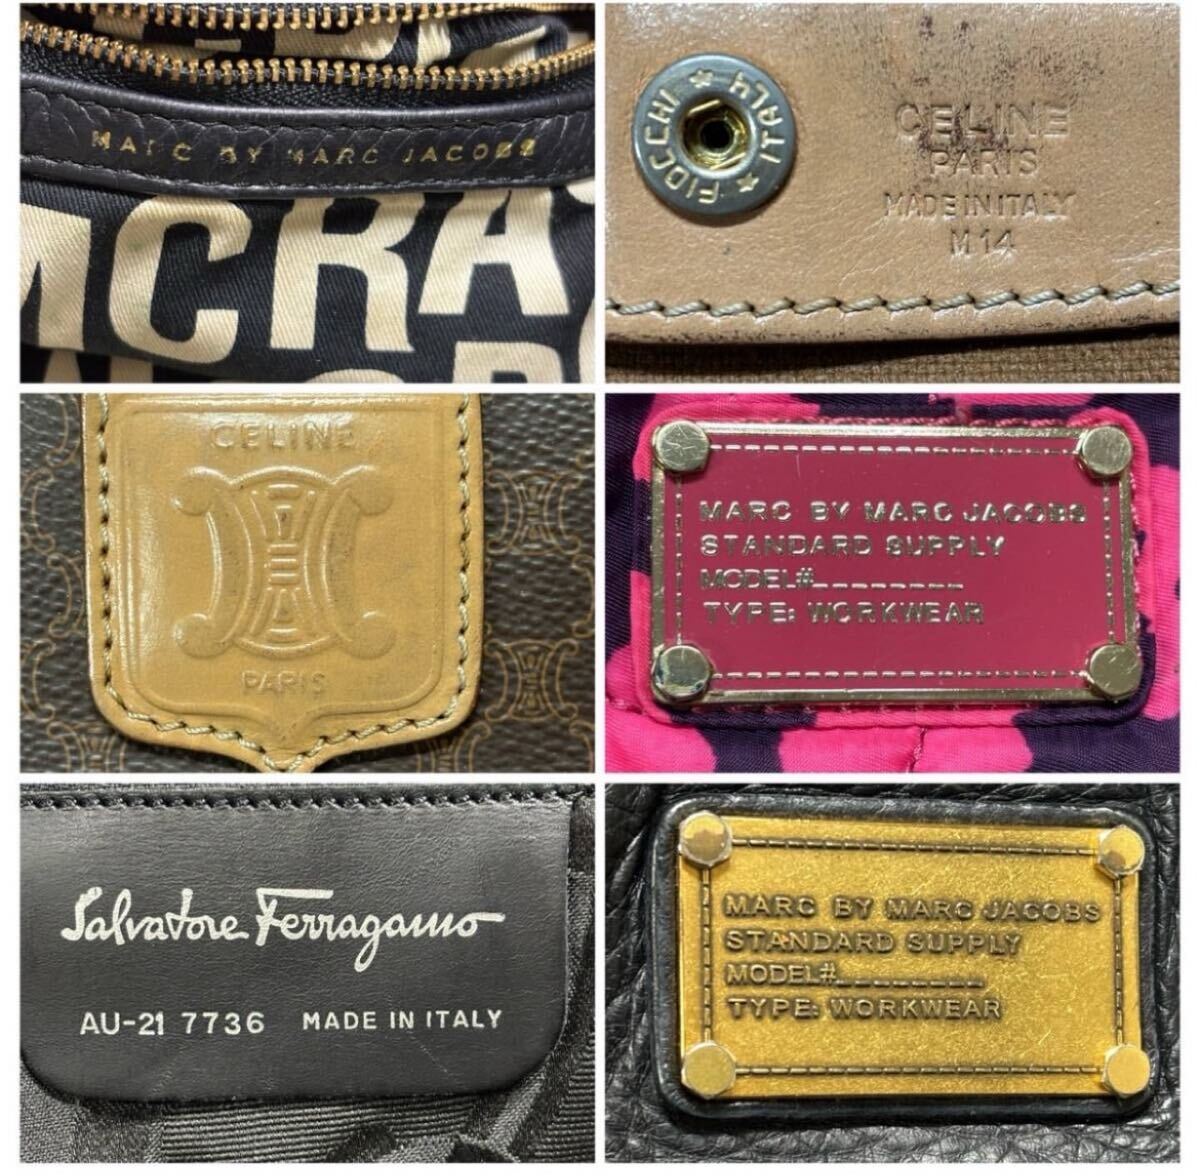 MARC BY MARC JACOBS
MCRA
FIOCCHI ★ ITALY ★
CELINE
PARIS
MADE IN ITALY
M14
CELINE
PARIS
MARC BY MARC JACOBS
STANDARD SUPPLY
MODEL#_________
TYPE: WORKWEAR
Salvatore Ferragamo
AU-21 7736 MADE IN ITALY
MARC BY MARC JACOBS
STANDARD SUPPLY
MODEL#_________
TYPE: WORKWEAR